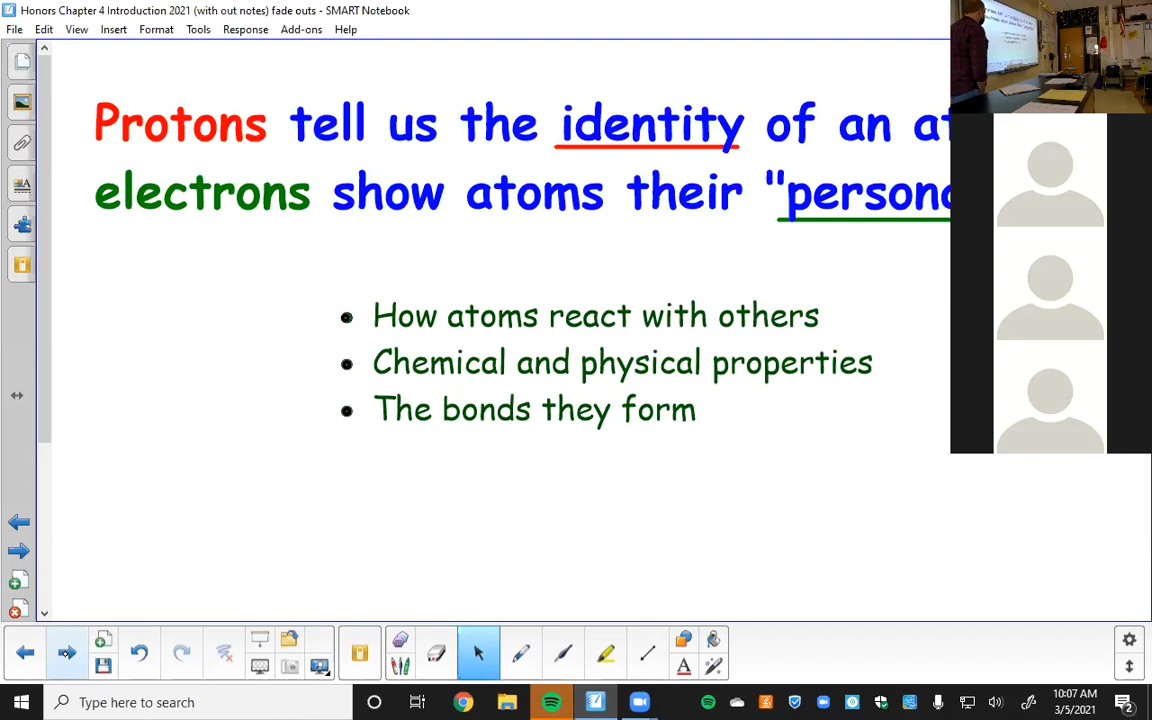 Honors Chapter 4 Introduction 2021 (with out notes) fade outs - SMART Notebook
File Edit View Insert Format Tools Response Add-ons Help
Protons tell us the identity of an
electrons show atoms their
How atoms react with others
Chemical and physical properties
The bonds they form
Type here to search
10:07 AM
3/5/2021
2